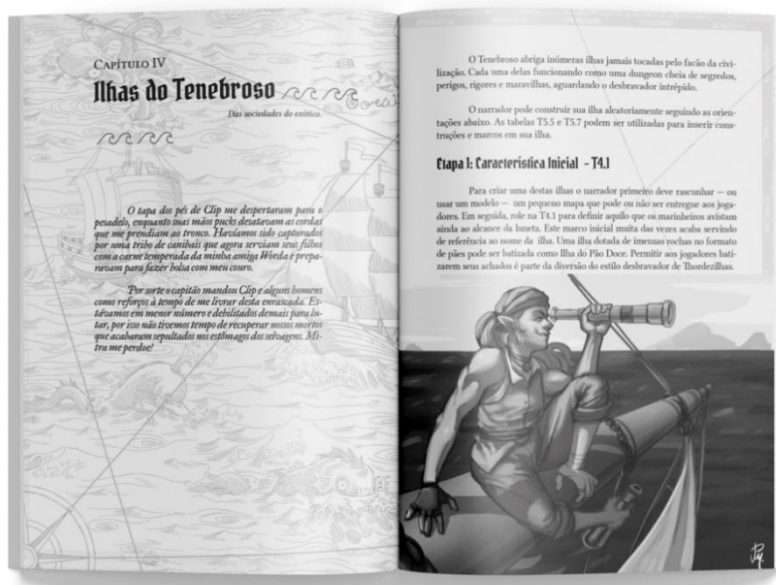 CAPÍTULO IV
Ilhas do Tenebroso
Das sociedades do exótico.
O tapa dos pés de Clip me despertaram para o
pesadelo, enquanto suas mãos pucks desatavam as cordas
que me prendiam ao tronco. Havíamos sido capturados
por uma tribo de canibais que agora serviam seus filhos
com a carne temperada da minha amiga Worda e prepa-
ravam para fazer bolsa com meu couro.
Por sorte o capitão mandou Clip e alguns homens
como reforços à tempo de me livrar desta enrascada. Es-
távamos em menor número e debilitados demais para lu-
tar, por isso não tivemos tempo de recuperar nossos mortos
que acabaram sepultados nos estômagos dos selvagens. Mi-
tra me perdoe!
O Tenebroso abriga inúmeras ilhas jamais tocadas pelo facão da civi-
lização. Cada uma delas funcionando como uma dungeon cheia de segredos,
perigos, rigores e maravilhas, aguardando o desbravador intrépido.
O narrador pode construir sua ilha aleatoriamente seguindo as orien-
tações abaixo. As tabelas T5.5 e T5.7 podem ser utilizadas para inserir cons-
truções e marcos em sua ilha.
Etapa 1: Característica Inicial - T4.1
Para criar uma destas ilhas o narrador primeiro deve rascunhar — ou
usar um modelo — um pequeno mapa que pode ou não ser entregue aos joga-
dores. Em seguida, role na T4.1 para definir aquilo que os marinheiros avistam
ainda ao alcance da luneta. Este marco inicial muita das vezes acaba servindo
de referência ao nome da ilha. Uma ilha dotada de imensas rochas no formato
de pães pode ser batizada como Ilha do Pão Doce. Permitir aos jogadores bati-
zarem seus achados é parte da diversão do estilo desbravador de Thordezilhas.